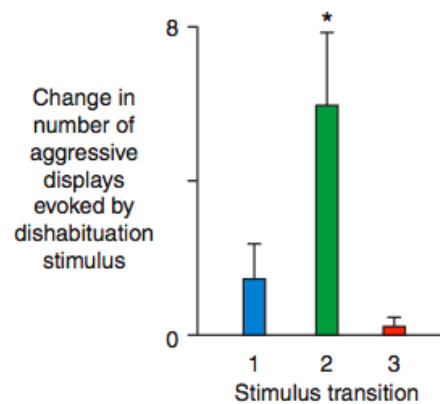 8
*
Change in
number of
aggressive
displays
evoked by
dishabituation
stimulus
0
1 2 3
Stimulus transition